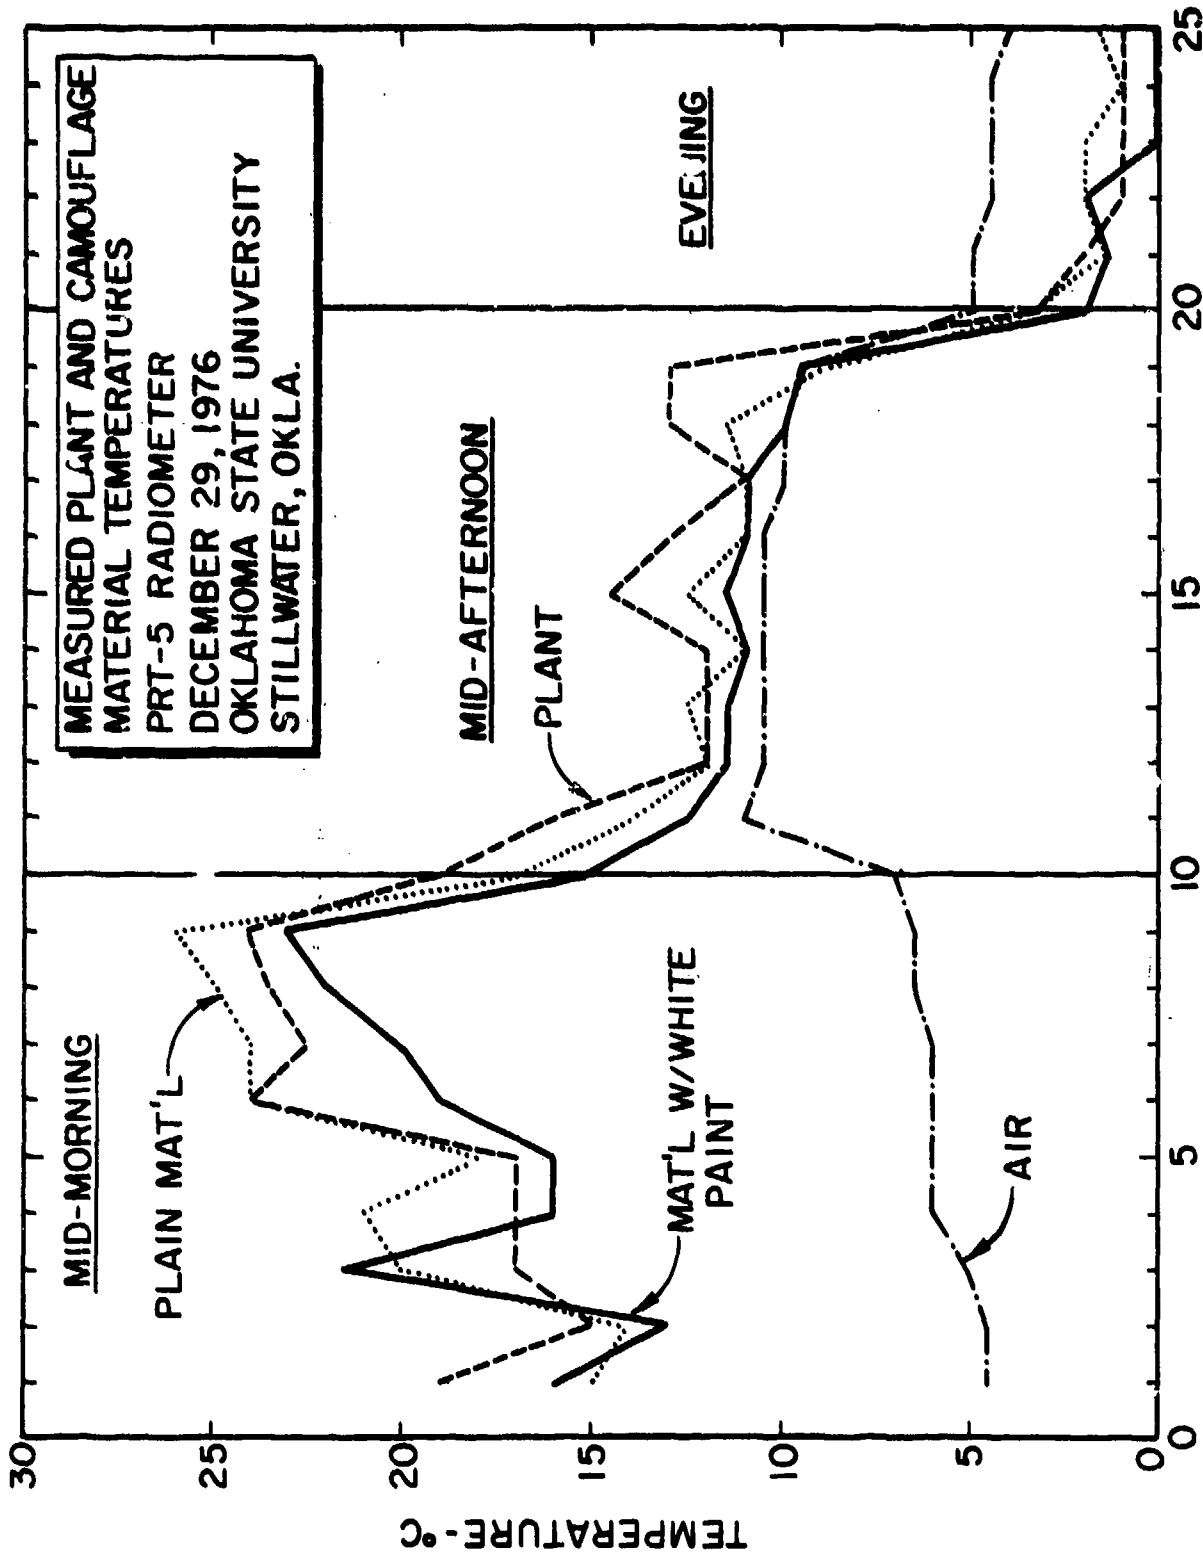 MEASURED PLANT AND CAMOUFLAGE
MATERIAL TEMPERATURES
PRT-5 RADIOMETER
DECEMBER 29, 1976
OKLAHOMA STATE UNIVERSITY
STILLWATER, OKLA.
MID-MORNING
MID-AFTERNOON
EVENING
PLAIN MAT'L
PLANT
MAT'L W/WHITE
PAINT
AIR
TEMPERATURE-°C
30
25
20
15
10
5
0
0
5
10
15
20
25